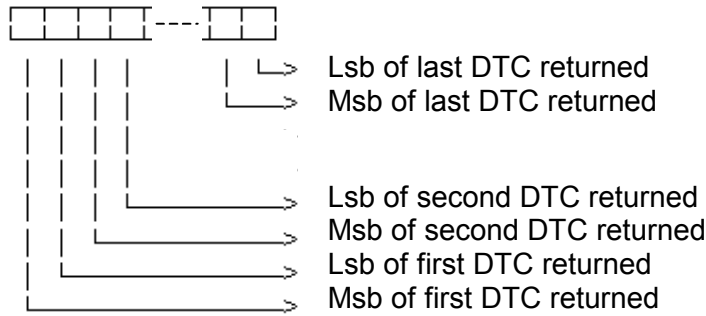 Lsb of last DTC returned
Msb of last DTC returned
Lsb of second DTC returned
Msb of second DTC returned
Lsb of first DTC returned
Msb of first DTC returned